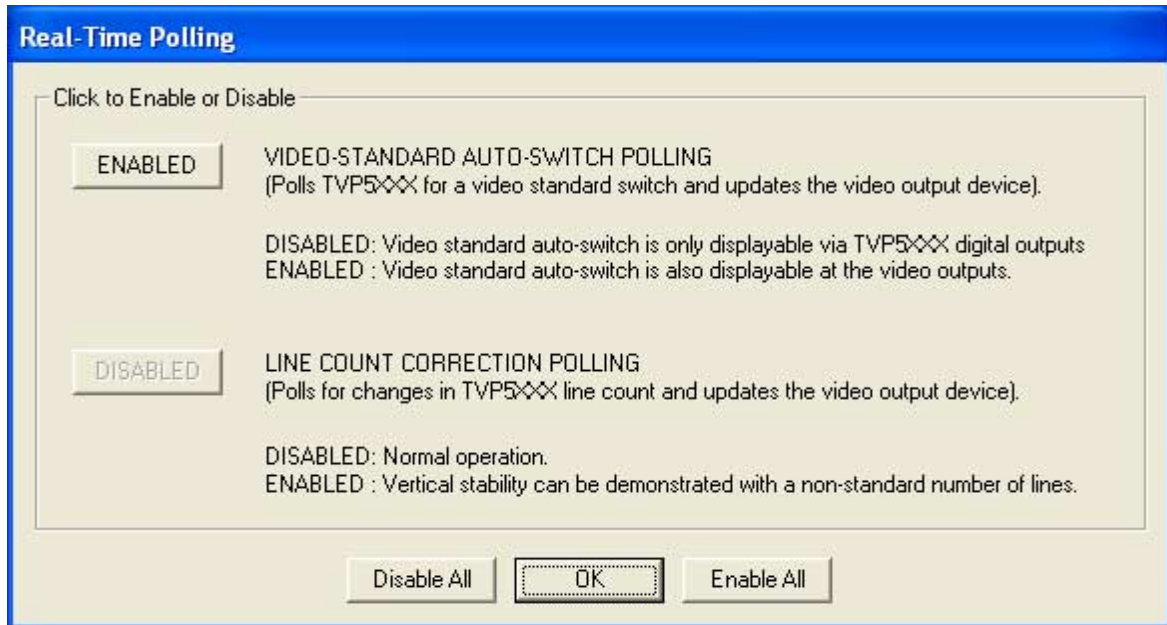 Real-Time Polling
Click to Enable or Disable
ENABLED
VIDEO-STANDARD AUTO-SWITCH POLLING
(Polls TVP5XXX for a video standard switch and updates the video output device).
DISABLED: Video standard auto-switch is only displayable via TVP5XXX digital outputs
ENABLED : Video standard auto-switch is also displayable at the video outputs.
DISABLED
LINE COUNT CORRECTION POLLING
(Polls for changes in TVP5XXX line count and updates the video output device).
DISABLED: Normal operation.
ENABLED : Vertical stability can be demonstrated with a non-standard number of lines.
Disable All
OK
Enable All